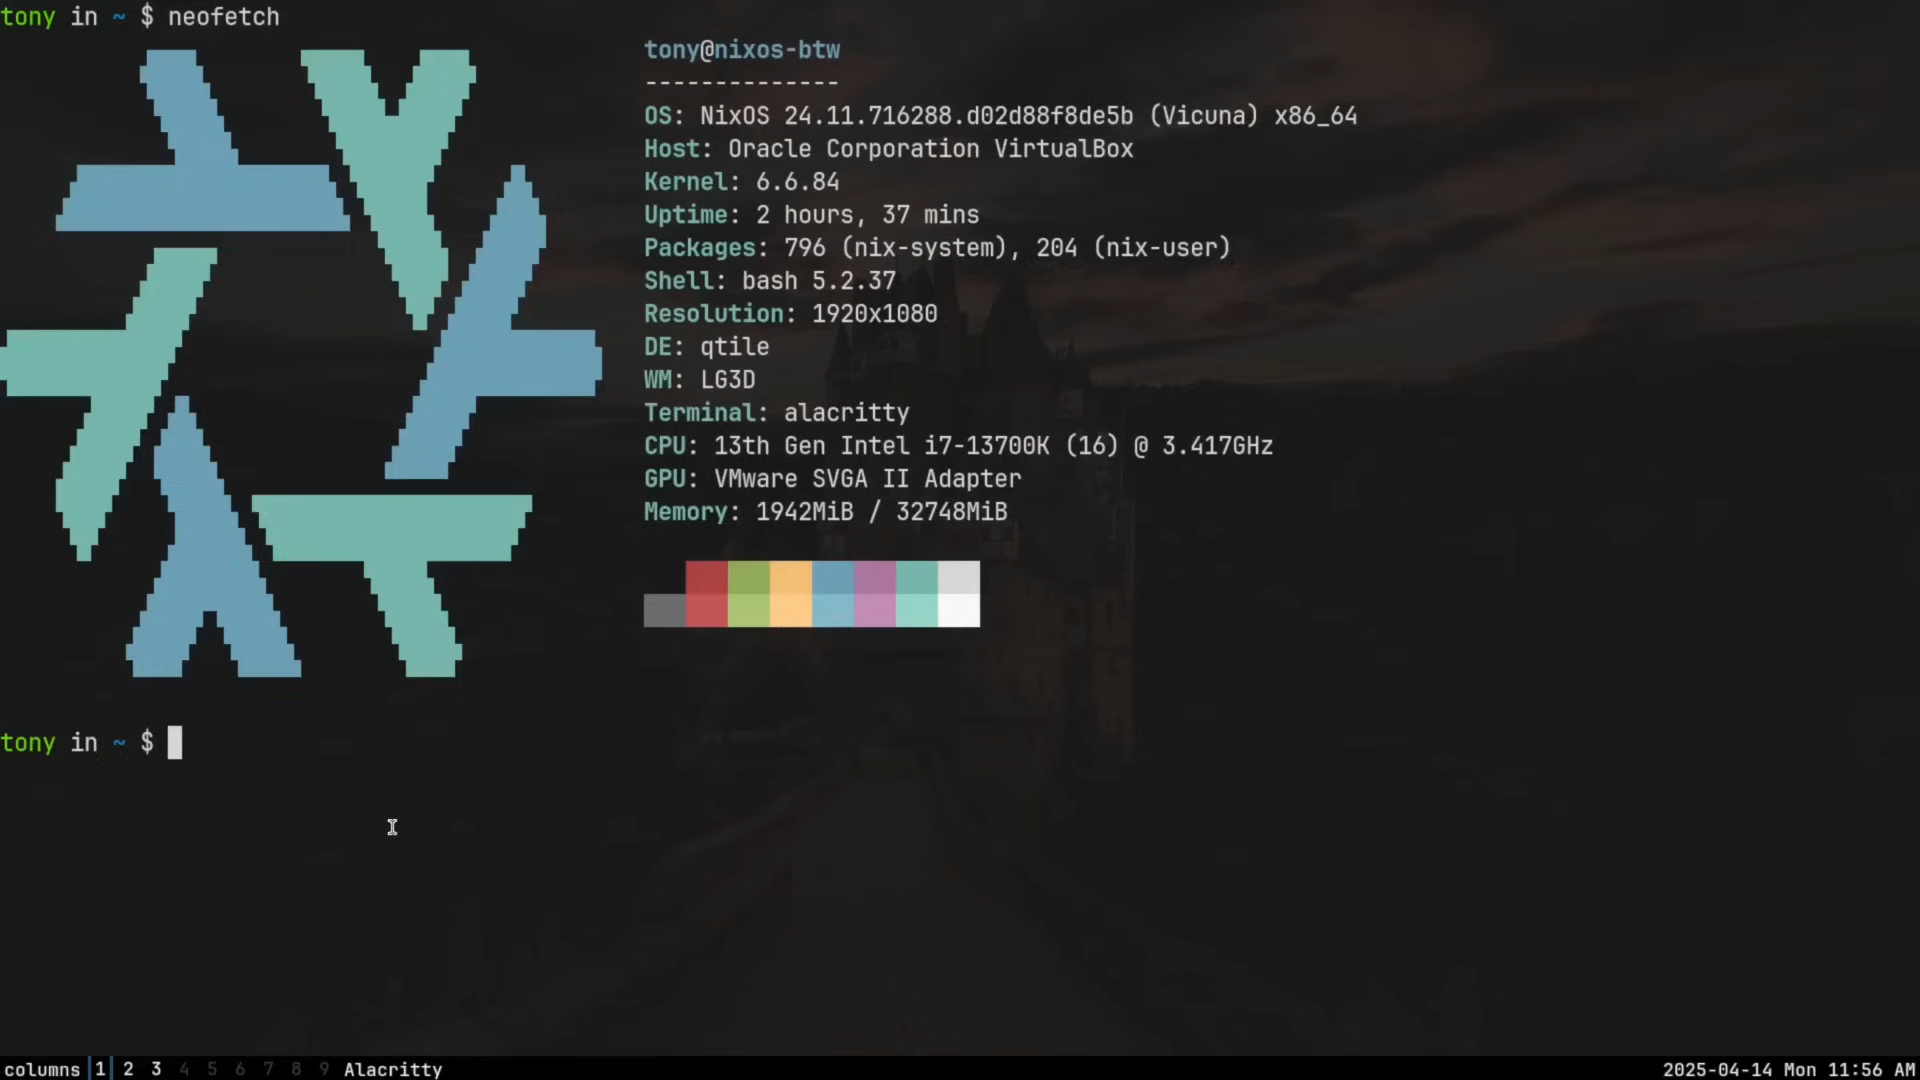 tony in ~ $ neofetch
tony@nixos-btw
--------------
OS: NixOS 24.11.716288.d02d88f8de5b (Vicuna) x86_64
Host: Oracle Corporation VirtualBox
Kernel: 6.6.84
Uptime: 2 hours, 37 mins
Packages: 796 (nix-system), 204 (nix-user)
Shell: bash 5.2.37
Resolution: 1920x1080
DE: qtile
WM: LG3D
Terminal: alacritty
CPU: 13th Gen Intel i7-13700K (16) @ 3.417GHz
GPU: VMware SVGA II Adapter
Memory: 1942MiB / 32748MiB
tony in ~ $
columns 1 2 3 4 5 6 7 8 9 Alacritty 2025-04-14 Mon 11:56 AM